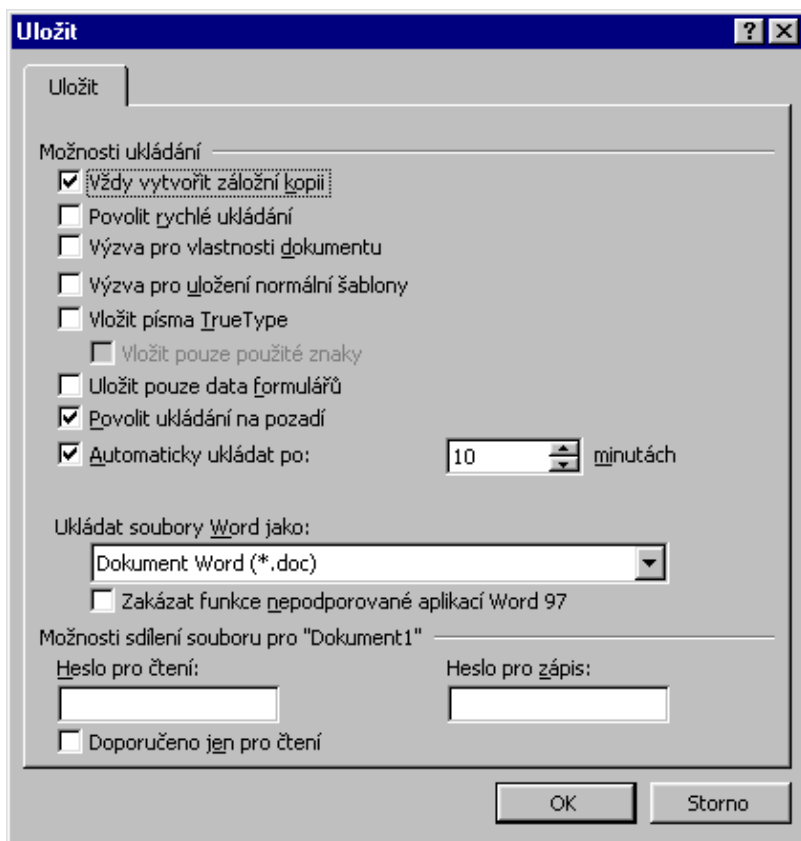 Uložit
Uložit
Možnosti ukládání
Vždy vytvořit záložní kopii
Povolit rychlé ukládání
Výzva pro vlastnosti dokumentu
Výzva pro uložení normální šablony
Vložit písma TrueType
Vložit pouze použité znaky
Uložit pouze data formulářů
Povolit ukládání na pozadí
Automaticky ukládat po: 10 minutách
Ukládat soubory Word jako:
Dokument Word (*.doc)
Zakázat funkce nepodporované aplikací Word 97
Možnosti sdílení souboru pro "Dokument1"
Heslo pro čtení: Heslo pro zápis:
Doporučeno jen pro čtení
OK Storno